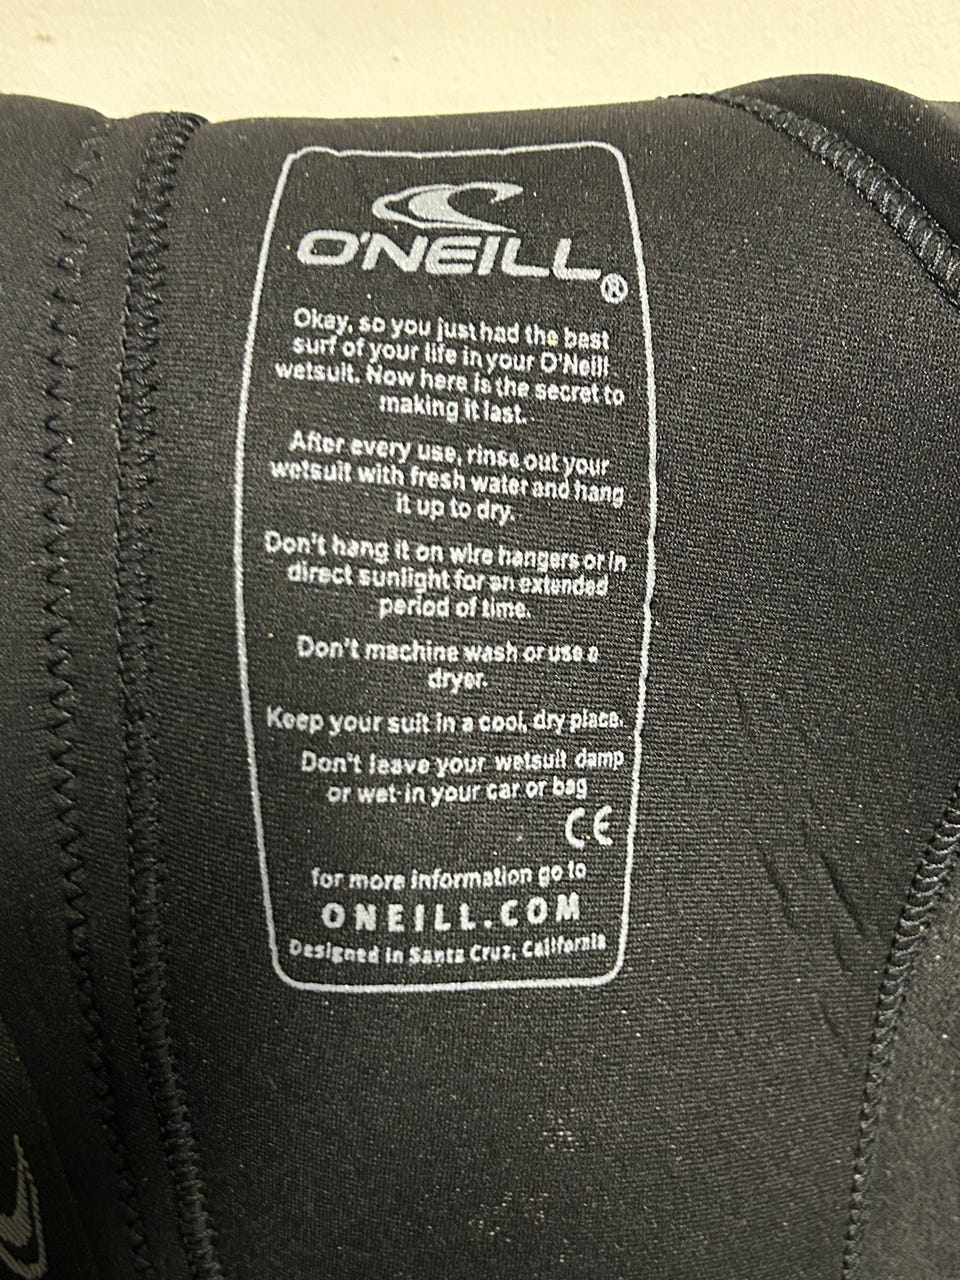 O'NEILL®
Okay, so you just had the best
surf of your life in your O'Neill
wetsuit. Now here is the secret to
making it last.
After every use, rinse out your
wetsuit with fresh water and hang
it up to dry.
Don't hang it on wire hangers or in
direct sunlight for an extended
period of time.
Don't machine wash or use a
dryer.
Keep your suit in a cool, dry place.
Don't leave your wetsuit damp
or wet in your car or bag
CE
for more information go to
ONEILL.COM
Designed in Santa Cruz, California